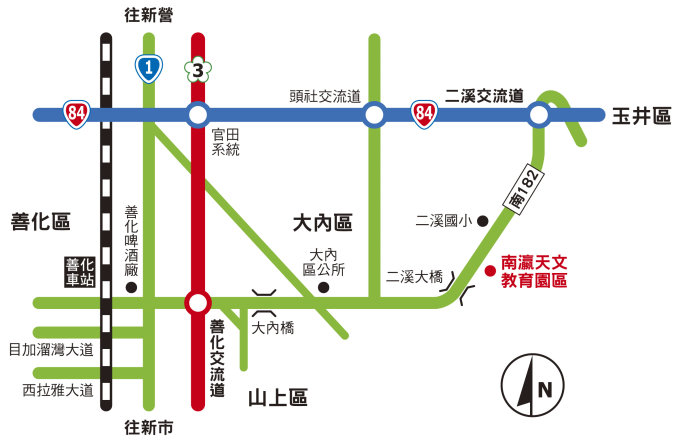 往新營
1
3
頭社交流道
二溪交流道
84
84
玉井區
官田
系統
南182
善化區
善化啤酒廠
大內區
二溪國小
善化
車站
大內
區公所
二溪大橋
南瀛天文
教育園區
大內橋
善化交流道
目加溜灣大道
西拉雅大道
山上區
N
往新市